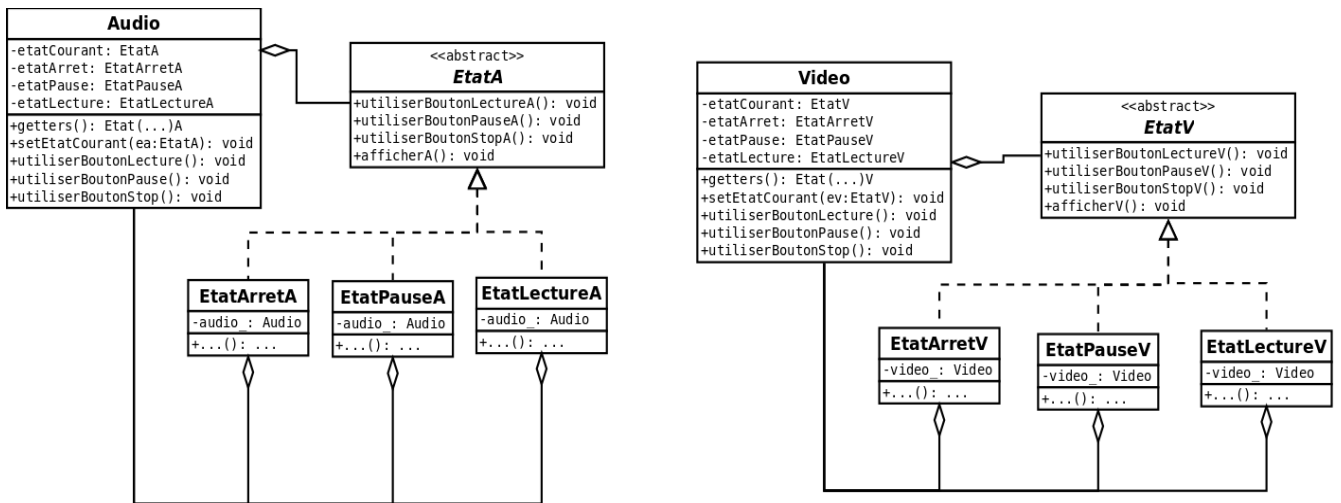 Audio
-etatCourant: EtatA
-etatArret: EtatArretA
-etatPause: EtatPauseA
-etatLecture: EtatLectureA
+getters(): Etat(...)A
+setEtatCourant(ea:EtatA): void
+utiliserBoutonLecture(): void
+utiliserBoutonPause(): void
+utiliserBoutonStop(): void
<<abstract>>
EtatA
+utiliserBoutonLectureA(): void
+utiliserBoutonPauseA(): void
+utiliserBoutonStopA(): void
+afficherA(): void
EtatArretA
-audio_: Audio
+...(): ...
EtatPauseA
-audio_: Audio
+...(): ...
EtatLectureA
-audio_: Audio
+...(): ...
Video
-etatCourant: EtatV
-etatArret: EtatArretV
-etatPause: EtatPauseV
-etatLecture: EtatLectureV
+getters(): Etat(...)V
+setEtatCourant(ev:EtatV): void
+utiliserBoutonLecture(): void
+utiliserBoutonPause(): void
+utiliserBoutonStop(): void
<<abstract>>
EtatV
+utiliserBoutonLectureV(): void
+utiliserBoutonPauseV(): void
+utiliserBoutonStopV(): void
+afficherV(): void
EtatArretV
-video_: Video
+...(): ...
EtatPauseV
-video_: Video
+...(): ...
EtatLectureV
-video_: Video
+...(): ...